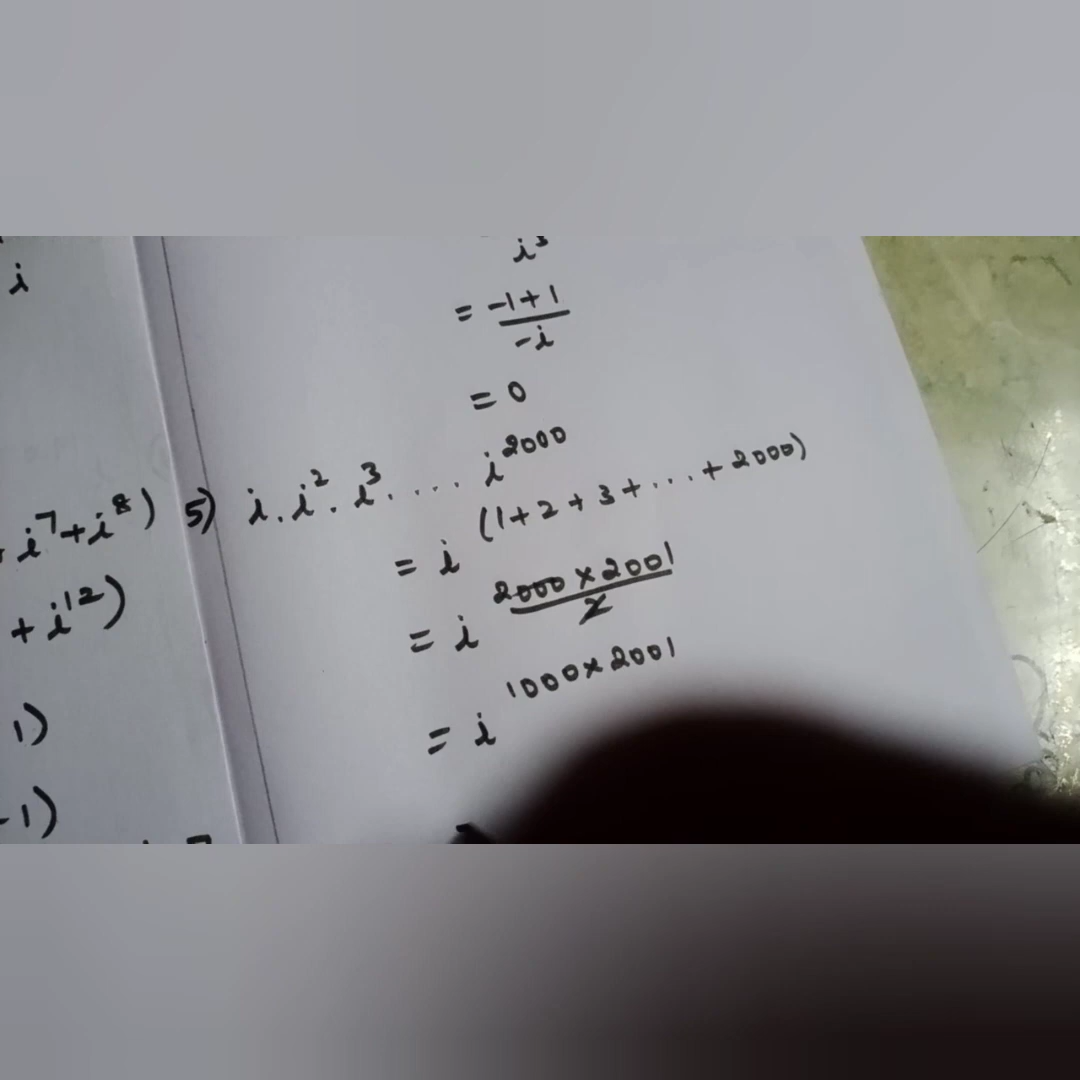 i
i³
= -1+1 / -i
= 0
i⁷+i⁸)
+ i¹²)
1)
-1)
5) i . i² . i³ . . . . i²⁰⁰⁰
= i^(1+2+3+...+2000)
= i^(2000×2001 / 2)
= i^1000×2001